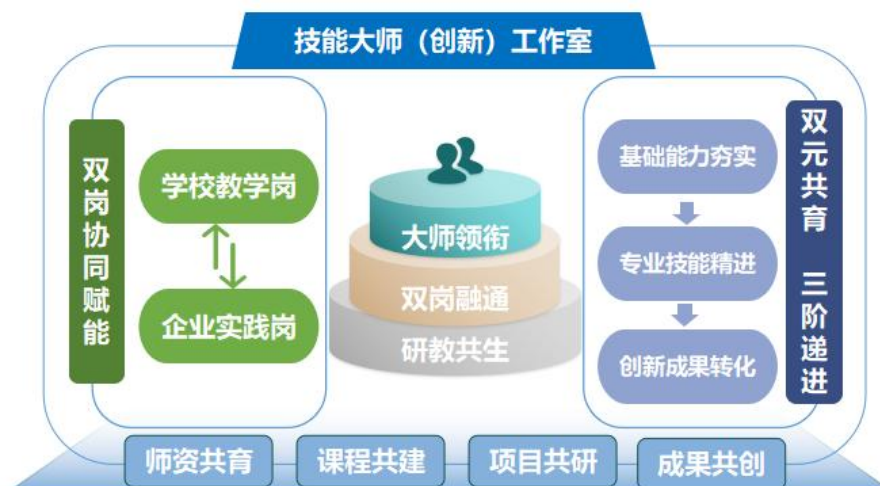 技能大师（创新）工作室
双岗协同赋能
学校教学岗
企业实践岗
大师领衔
双岗融通
研教共生
基础能力夯实
专业技能精进
创新成果转化
双元共育 三阶递进
师资共育
课程共建
项目共研
成果共创